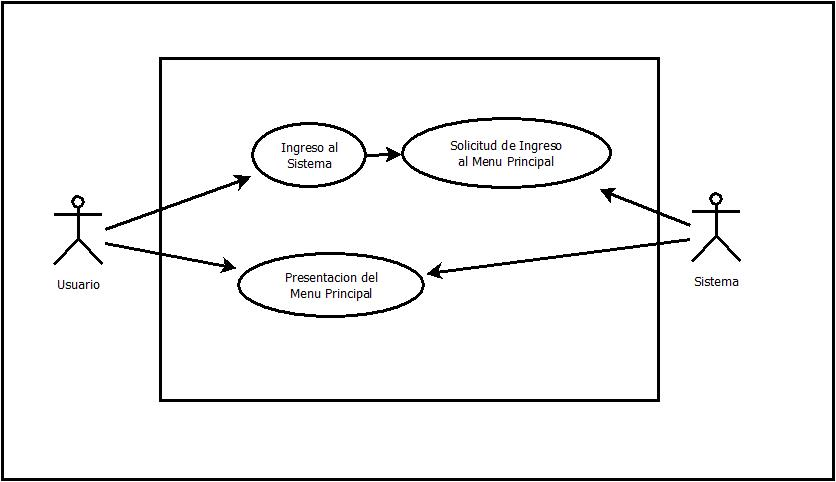 Ingreso al
Sistema
Solicitud de Ingreso
al Menu Principal
Usuario
Presentacion del
Menu Principal
Sistema